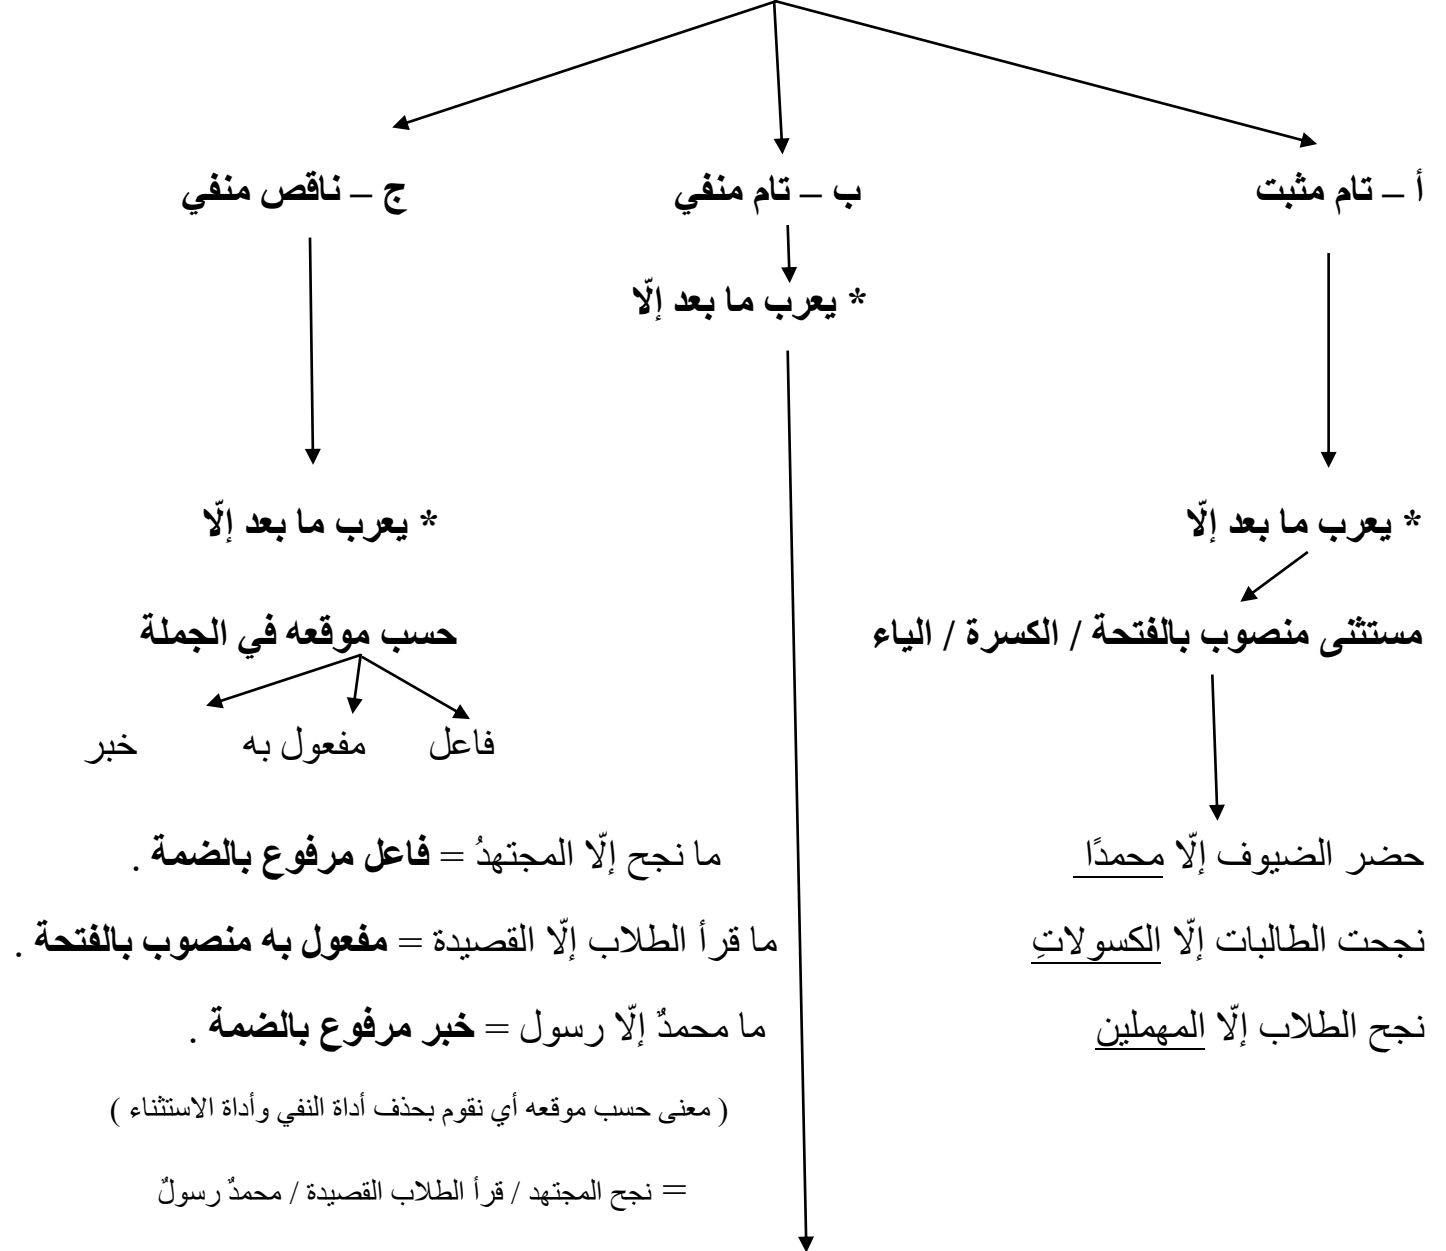 أ – تام مثبت
ب – تام منفي
ج – ناقص منفي
* يعرب ما بعد إلّا
* يعرب ما بعد إلّا
* يعرب ما بعد إلّا
مستثنى منصوب بالفتحة / الكسرة / الياء
حسب موقعه في الجملة
فاعل مفعول به خبر
حضر الضيوف إلّا محمدًا
ما نجح إلّا المجتهدُ = فاعل مرفوع بالضمة .
نجحت الطالبات إلّا الكسولاتِ
ما قرأ الطلاب إلّا القصيدة = مفعول به منصوب بالفتحة .
نجح الطلاب إلّا المهملين
ما محمدٌ إلّا رسول = خبر مرفوع بالضمة .
( معنى حسب موقعه أي نقوم بحذف أداة النفي وأداة الاستثناء )
= نجح المجتهد / قرأ الطلاب القصيدة / محمدٌ رسولٌ